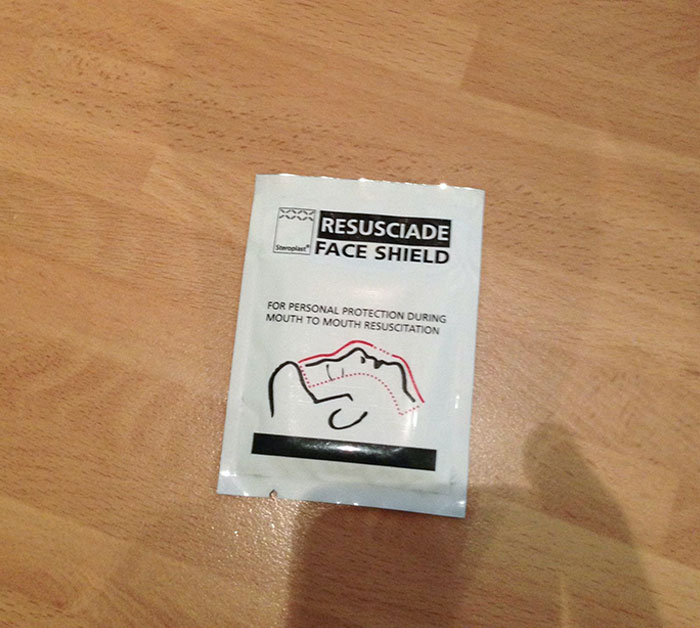 Steroplast®
RESUSCIADE
FACE SHIELD
FOR PERSONAL PROTECTION DURING
MOUTH TO MOUTH RESUSCITATION